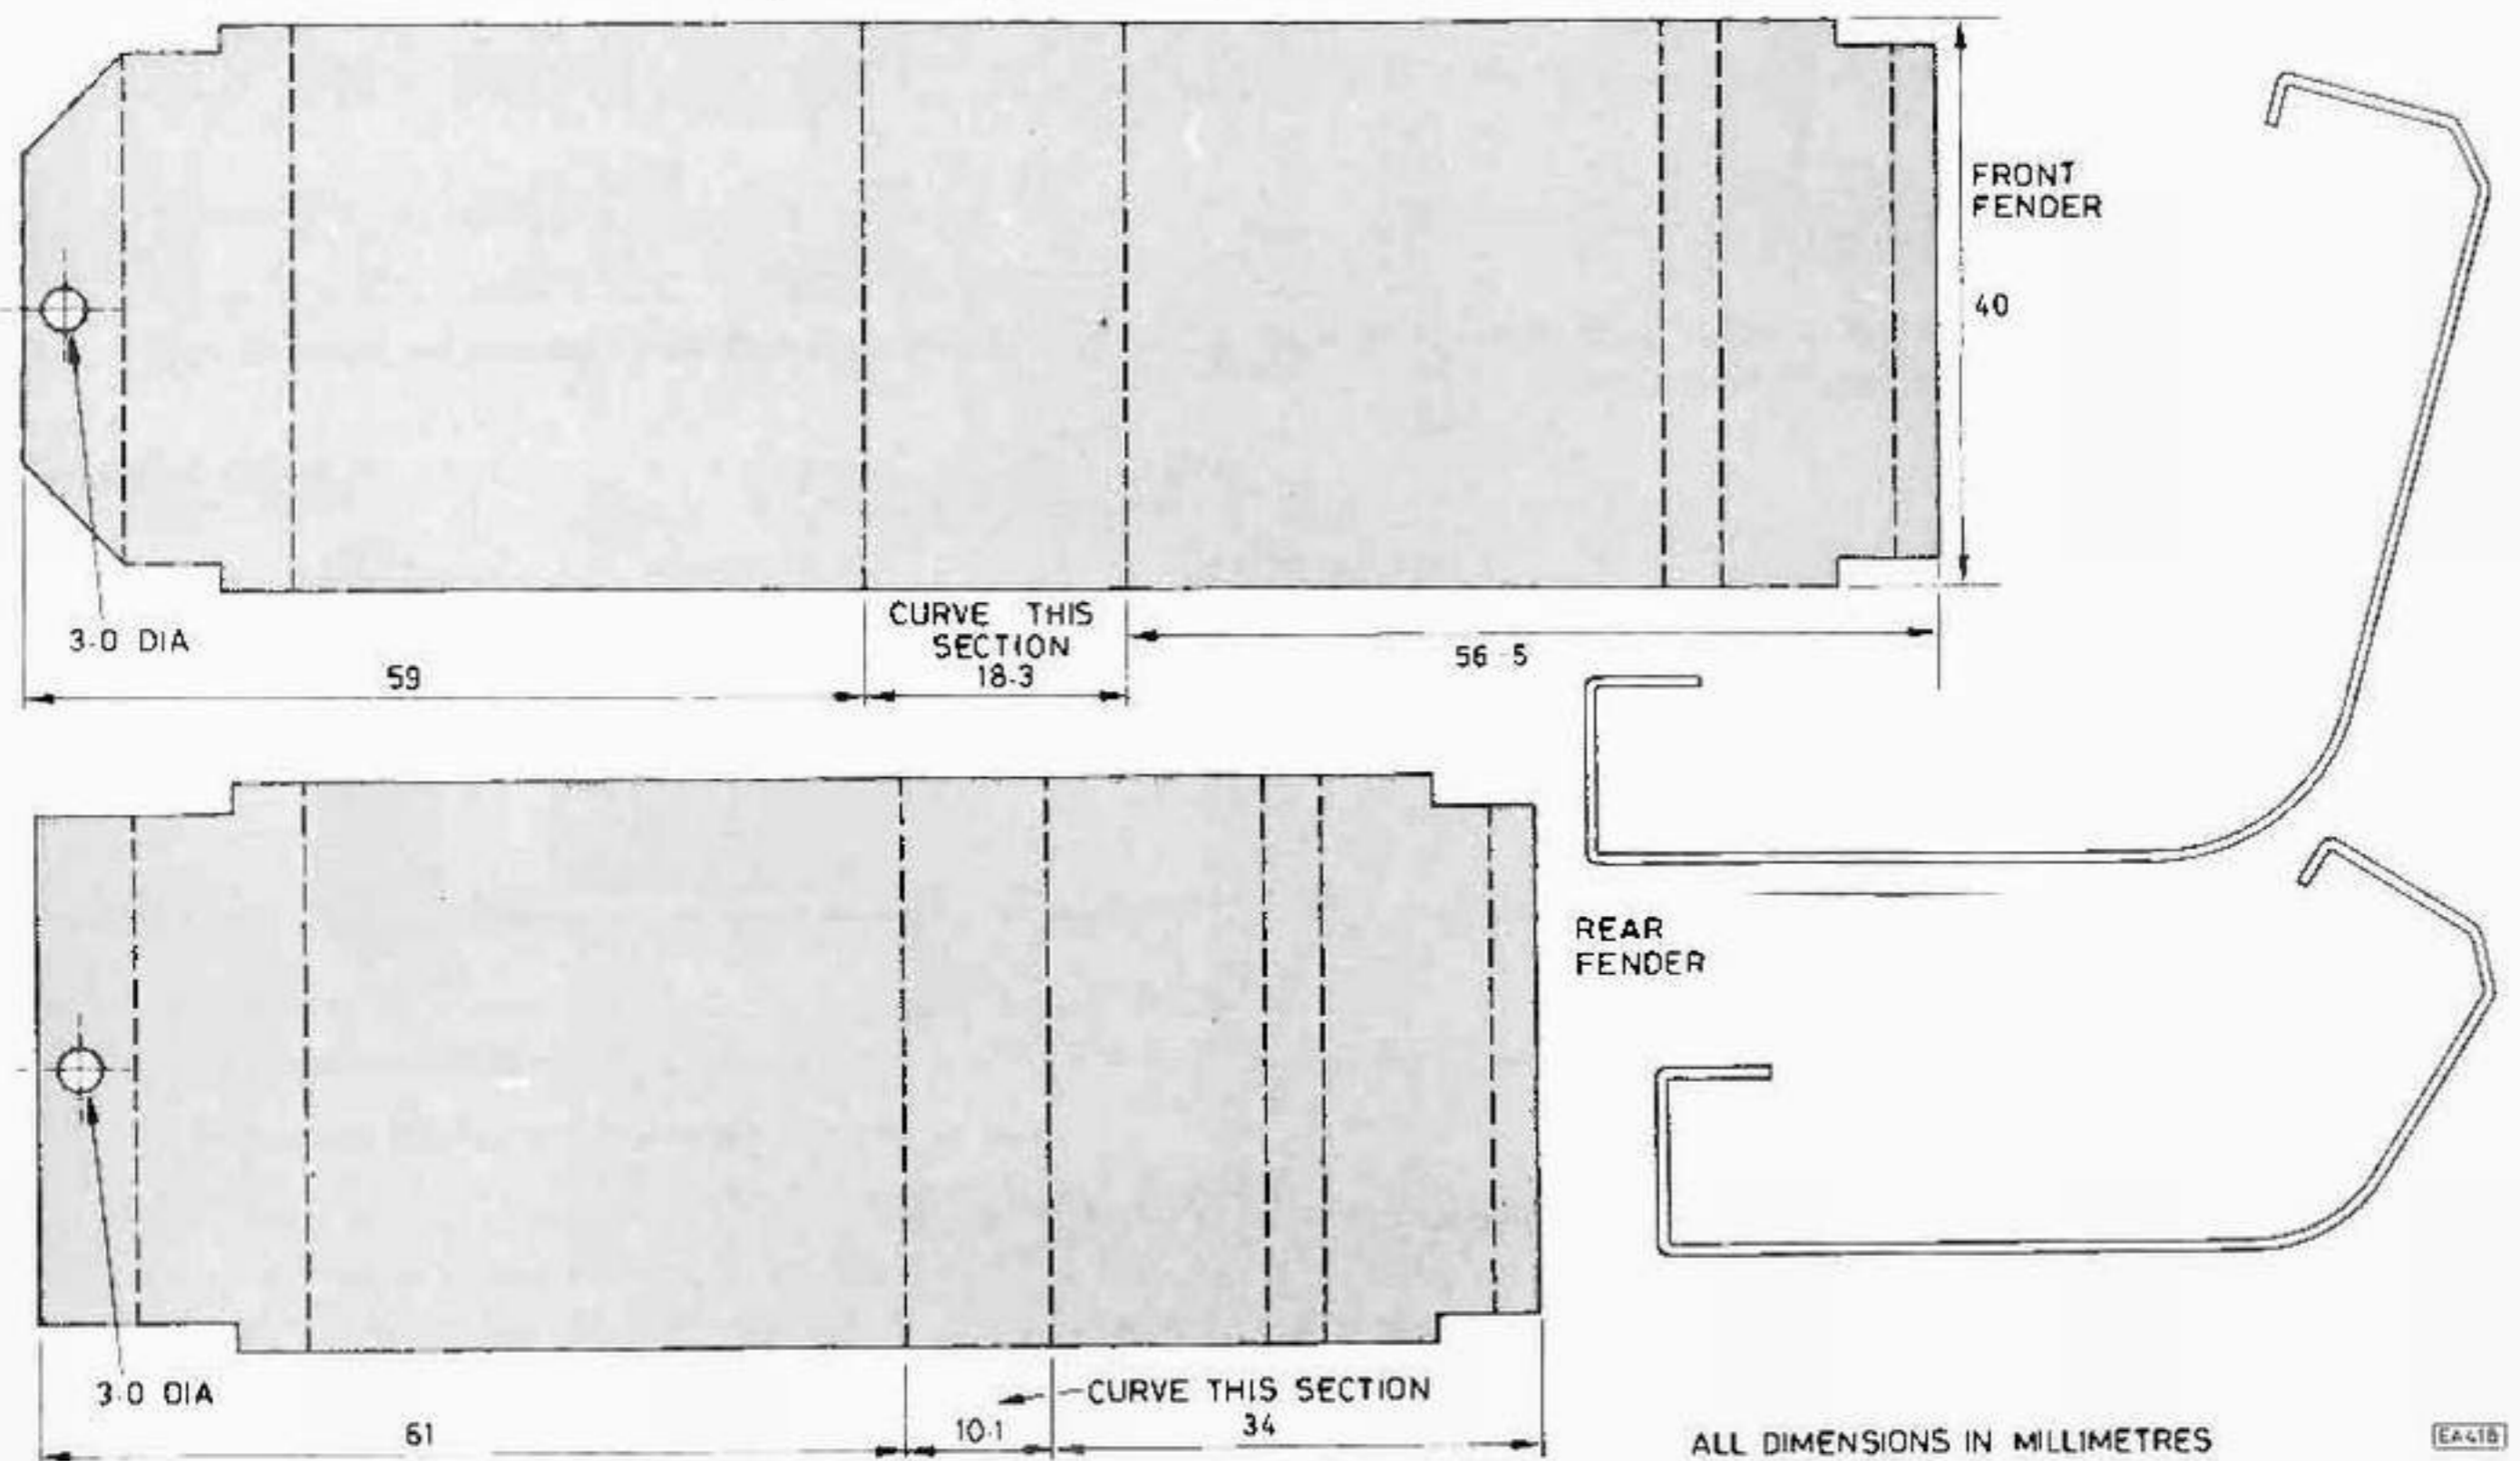 FRONT
FENDER
40
3.0 DIA
CURVE THIS
SECTION
18.3
59
56.5
REAR
FENDER
3.0 DIA
CURVE THIS SECTION
61
10.1
34
ALL DIMENSIONS IN MILLIMETRES
EA418